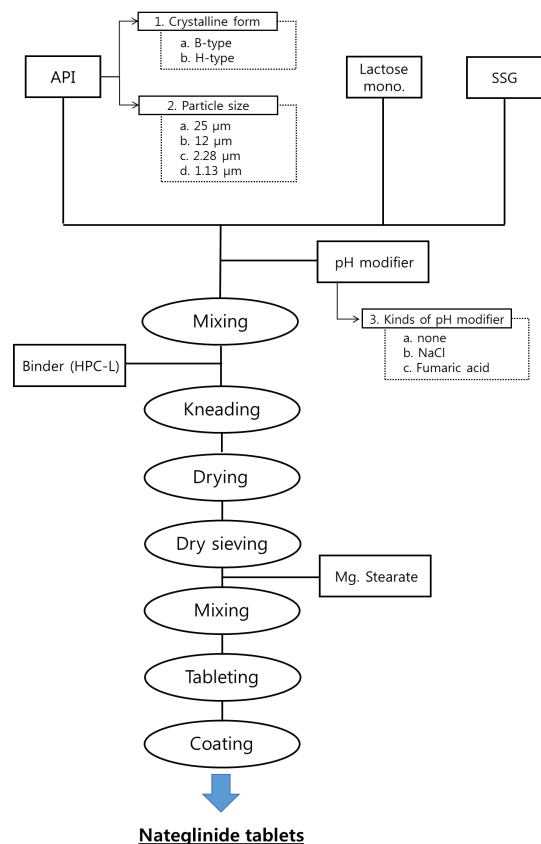 1. Crystalline form
a. B-type
b. H-type
API
Lactose
mono.
SSG
2. Particle size
a. 25 μm
b. 12 μm
c. 2.28 μm
d. 1.13 μm
pH modifier
Mixing
3. Kinds of pH modifier
a. none
b. NaCl
c. Fumaric acid
Binder (HPC-L)
Kneading
Drying
Dry sieving
Mg. Stearate
Mixing
Tableting
Coating
Nateglinide tablets